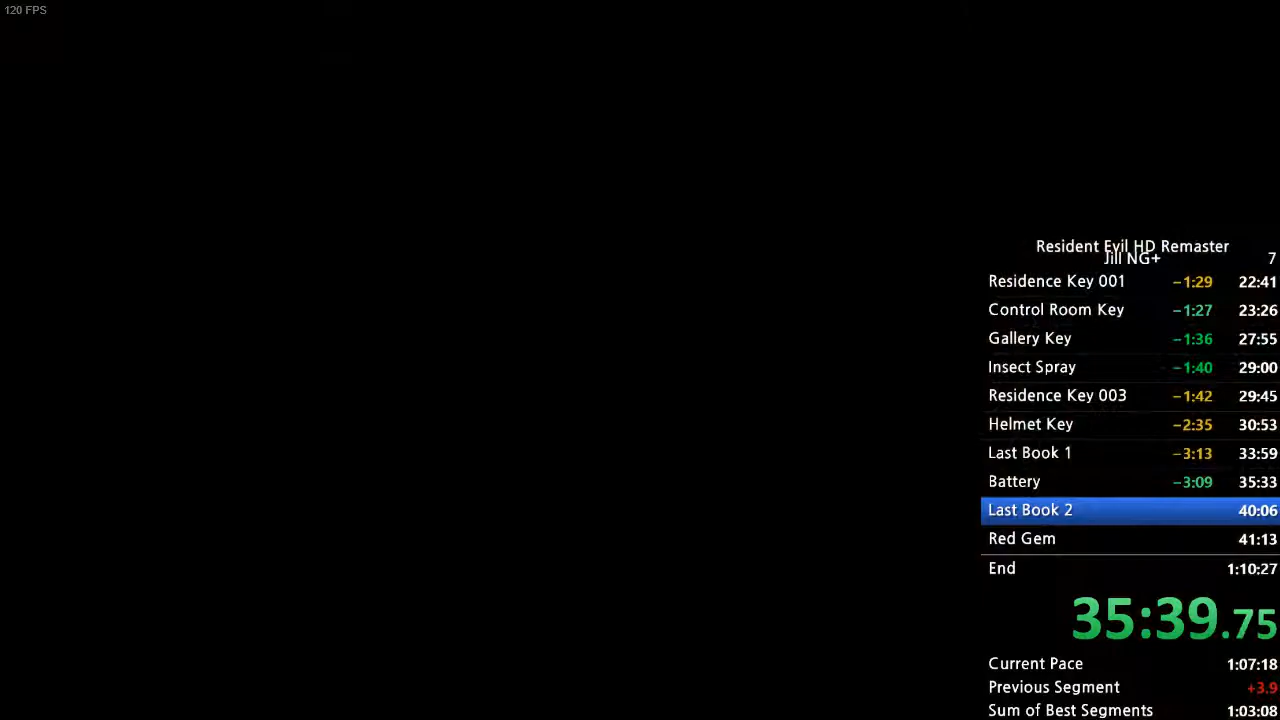 120 FPS
Resident Evil HD Remaster
Jill NG+ 7
Residence Key 001 −1:29 22:41
Control Room Key −1:27 23:26
Gallery Key −1:36 27:55
Insect Spray −1:40 29:00
Residence Key 003 −1:42 29:45
Helmet Key −2:35 30:53
Last Book 1 −3:13 33:59
Battery −3:09 35:33
Last Book 2 40:06
Red Gem 41:13
End 1:10:27
35:39.75
Current Pace 1:07:18
Previous Segment +3.9
Sum of Best Segments 1:03:08